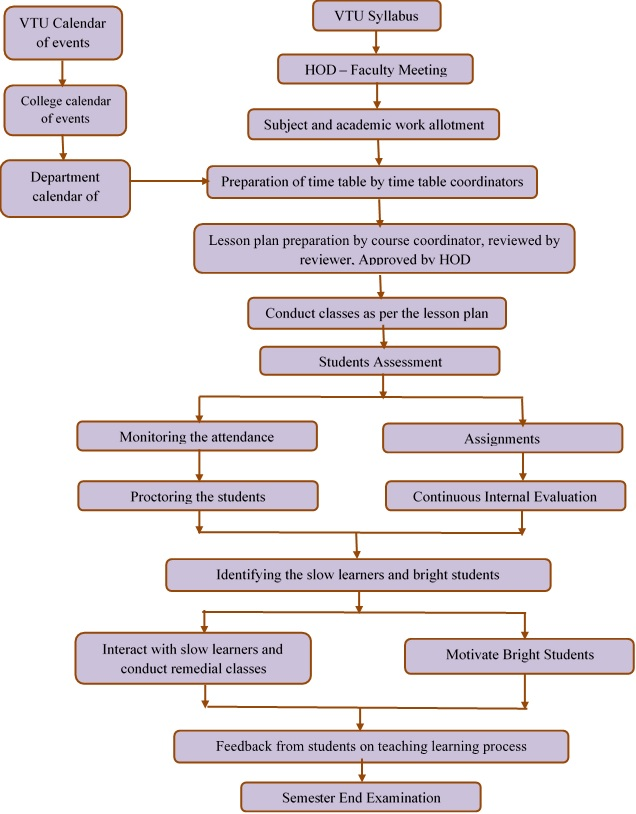 VTU Calendar
of events
VTU Syllabus
HOD – Faculty Meeting
College calendar
of events
Subject and academic work allotment
Department
calendar of
Preparation of time table by time table coordinators
Lesson plan preparation by course coordinator, reviewed by
reviewer, Approved by HOD
Conduct classes as per the lesson plan
Students Assessment
Monitoring the attendance
Assignments
Proctoring the students
Continuous Internal Evaluation
Identifying the slow learners and bright students
Interact with slow learners and
conduct remedial classes
Motivate Bright Students
Feedback from students on teaching learning process
Semester End Examination